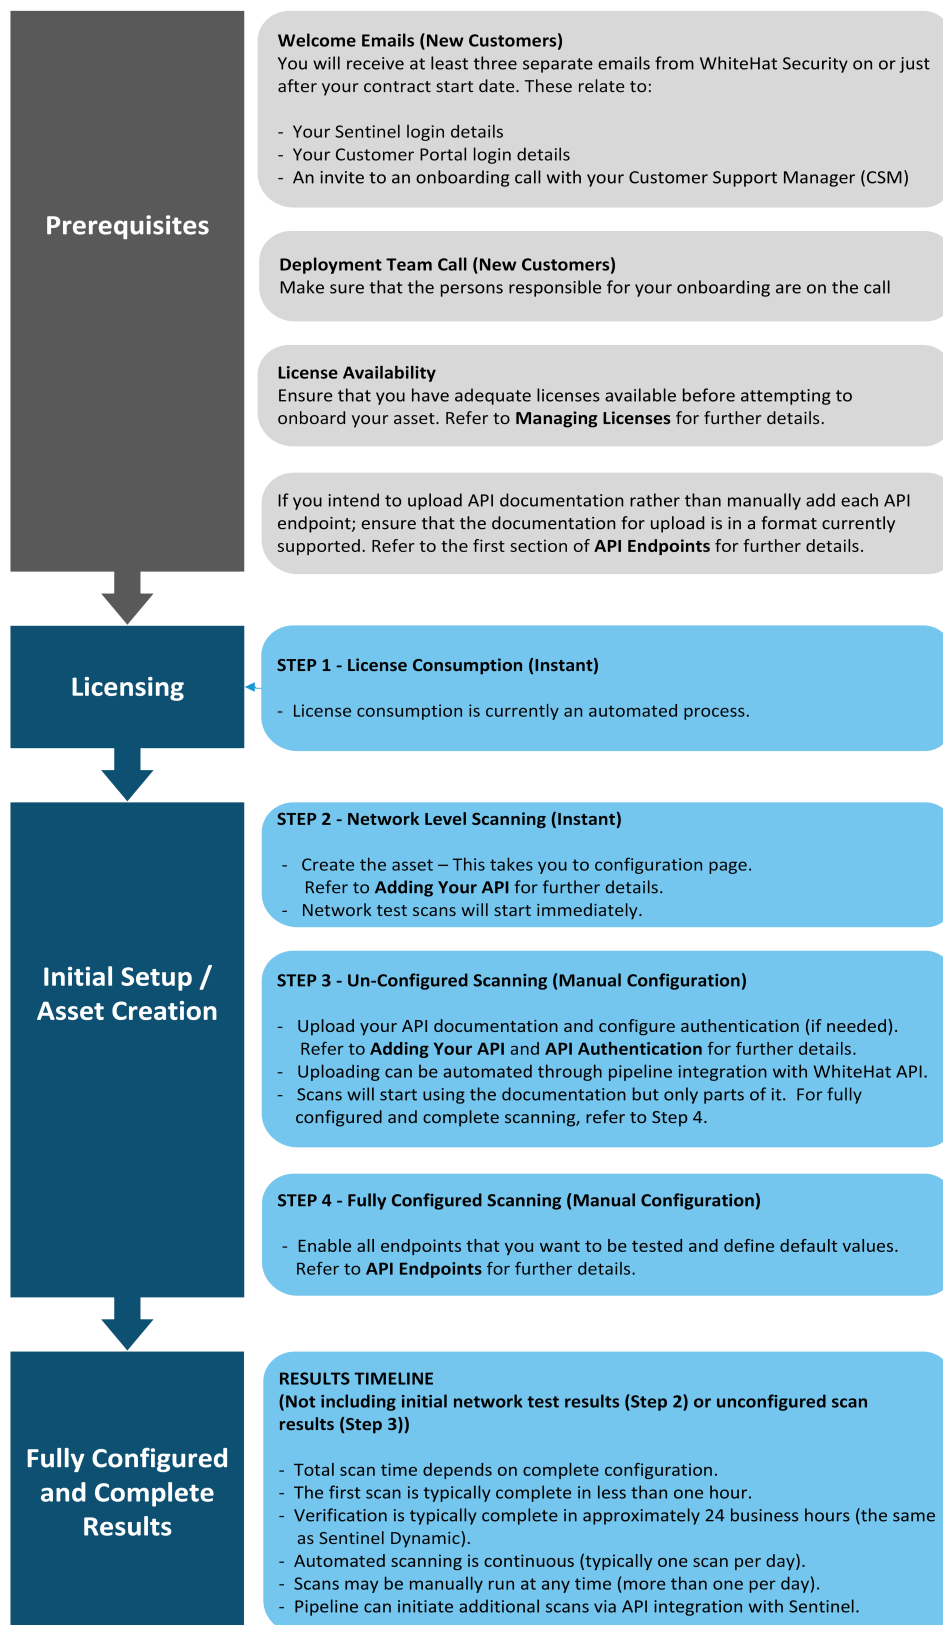 Prerequisites
Welcome Emails (New Customers)
You will receive at least three separate emails from WhiteHat Security on or just
after your contract start date. These relate to:
- Your Sentinel login details
- Your Customer Portal login details
- An invite to an onboarding call with your Customer Support Manager (CSM)
Deployment Team Call (New Customers)
Make sure that the persons responsible for your onboarding are on the call
License Availability
Ensure that you have adequate licenses available before attempting to
onboard your asset. Refer to Managing Licenses for further details.
If you intend to upload API documentation rather than manually add each API
endpoint; ensure that the documentation for upload is in a format currently
supported. Refer to the first section of API Endpoints for further details.
Licensing
STEP 1 - License Consumption (Instant)
- License consumption is currently an automated process.
Initial Setup /
Asset Creation
STEP 2 - Network Level Scanning (Instant)
- Create the asset – This takes you to configuration page.
Refer to Adding Your API for further details.
- Network test scans will start immediately.
STEP 3 - Un-Configured Scanning (Manual Configuration)
- Upload your API documentation and configure authentication (if needed).
Refer to Adding Your API and API Authentication for further details.
- Uploading can be automated through pipeline integration with WhiteHat API.
- Scans will start using the documentation but only parts of it. For fully
configured and complete scanning, refer to Step 4.
STEP 4 - Fully Configured Scanning (Manual Configuration)
- Enable all endpoints that you want to be tested and define default values.
Refer to API Endpoints for further details.
Fully Configured
and Complete
Results
RESULTS TIMELINE
(Not including initial network test results (Step 2) or unconfigured scan
results (Step 3))
- Total scan time depends on complete configuration.
- The first scan is typically complete in less than one hour.
- Verification is typically complete in approximately 24 business hours (the same
as Sentinel Dynamic).
- Automated scanning is continuous (typically one scan per day).
- Scans may be manually run at any time (more than one per day).
- Pipeline can initiate additional scans via API integration with Sentinel.